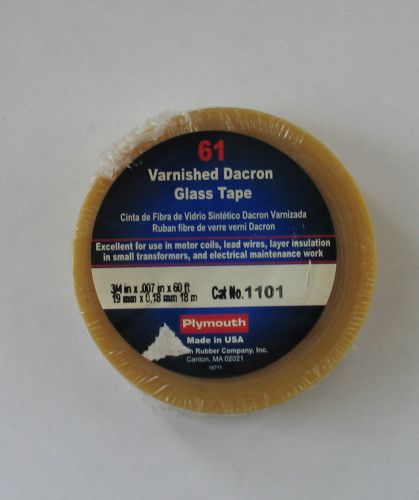 61
Varnished Dacron
Glass Tape
Cinta de Fibra de Vidrio Sintético Dacron Varnizada
Ruban fibre de verre verni Dacron
Excellent for use in motor coils, lead wires, layer insulation
in small transformers, and electrical maintenance work
3/4 in x .007 in x 60 ft Cat No. 1101
19 mm x 0,18 mm 18 m
Plymouth
Made in USA
n Rubber Company, Inc.
Canton, MA 02021